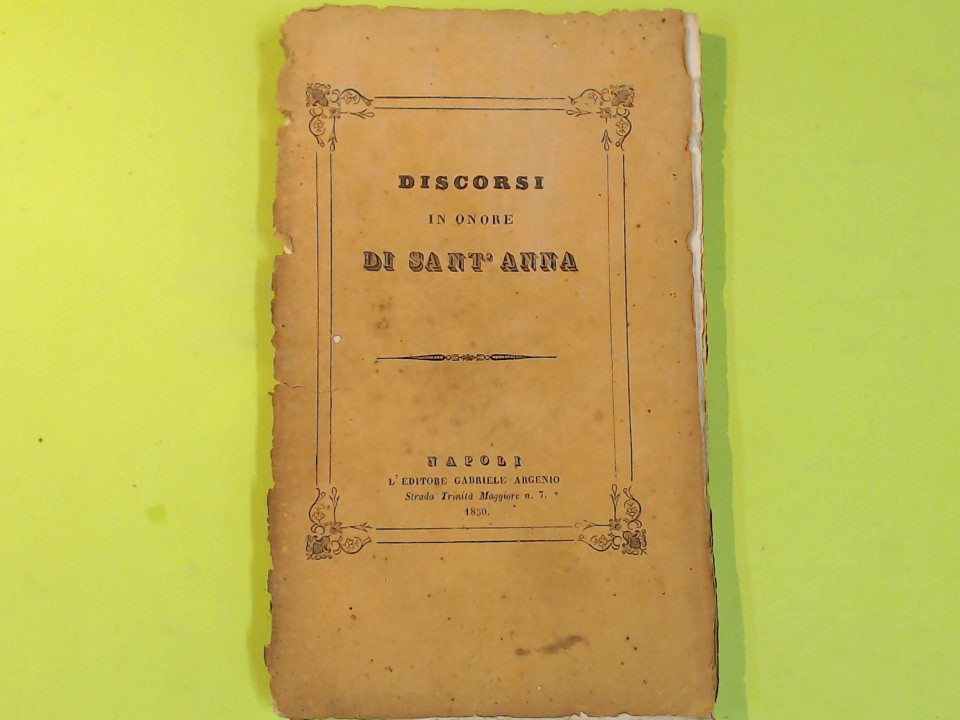 DISCORSI
IN ONORE
DI SANT' ANNA
NAPOLI
L' EDITORE GABRIELE ARGENIO
Strada Trinità Maggiore n. 7.
1850.